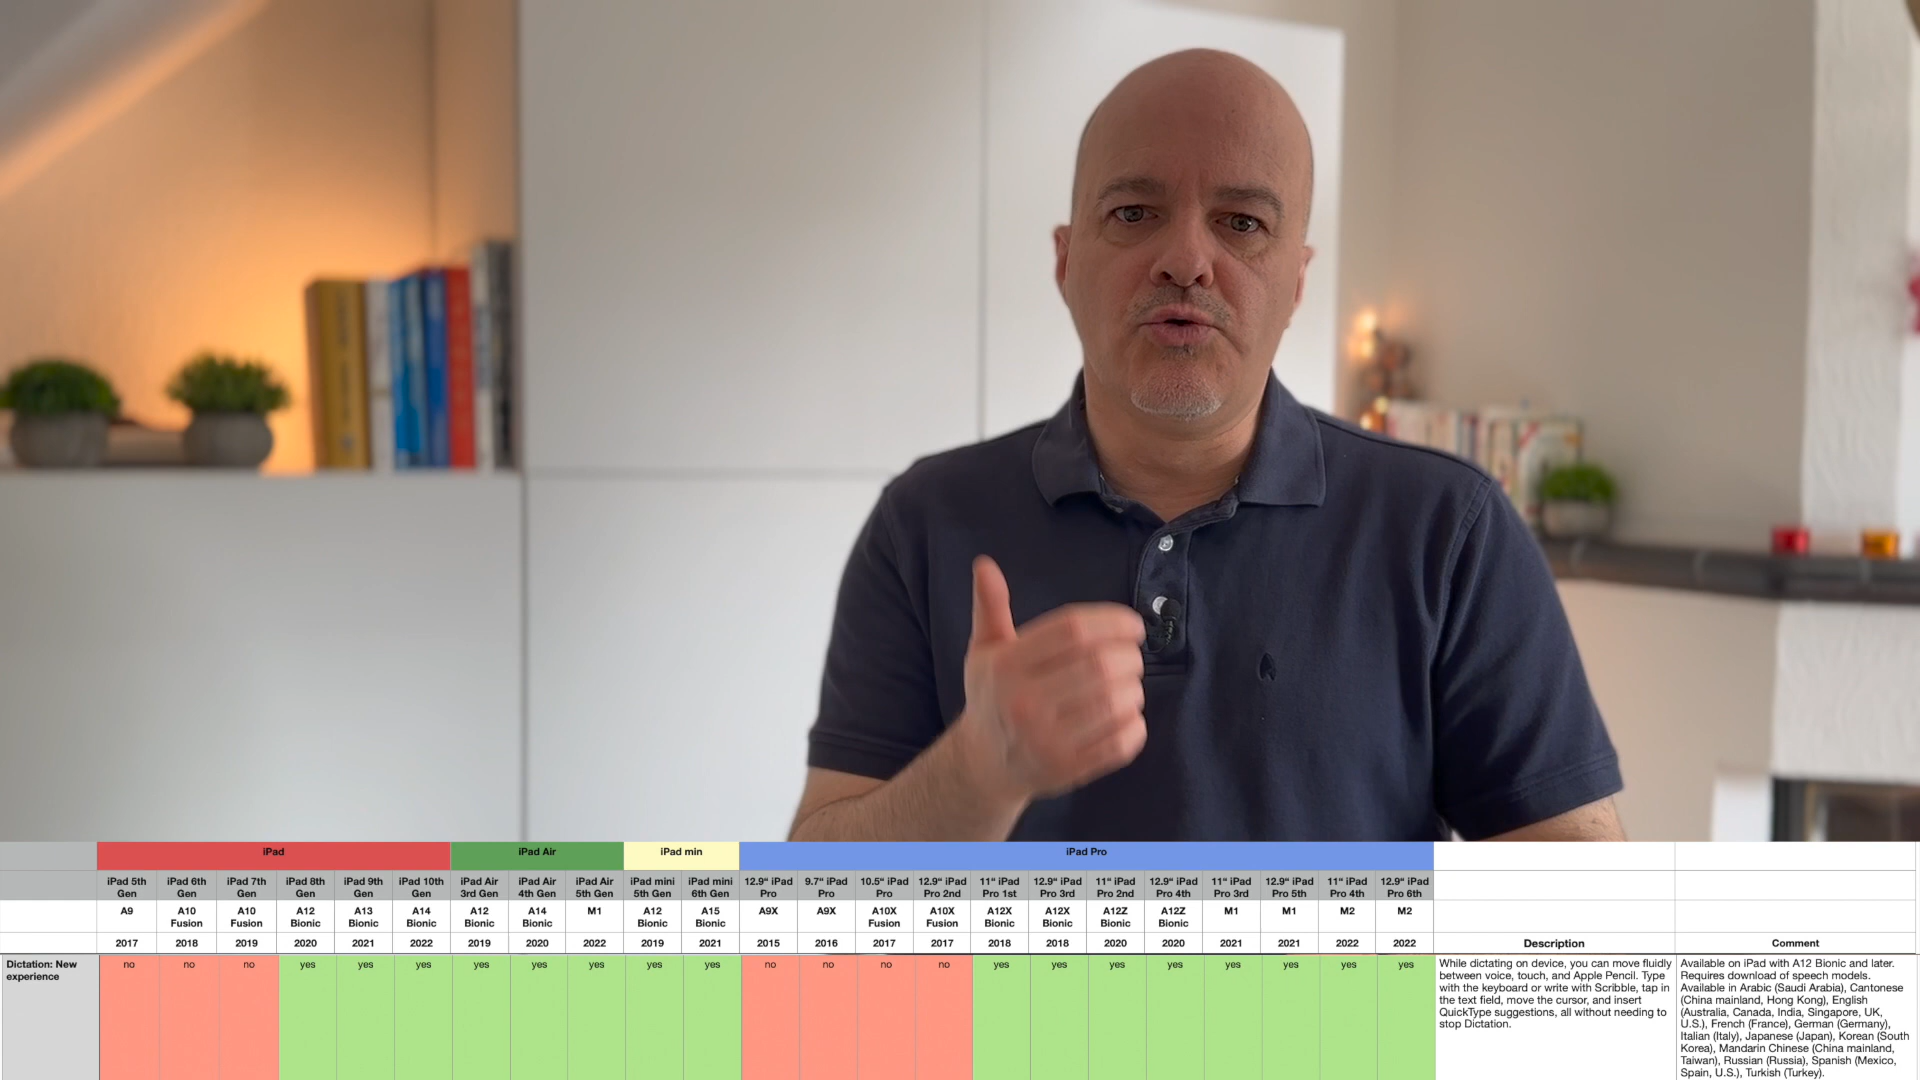 iPad iPad Air iPad min iPad Pro
iPad 5th Gen iPad 6th Gen iPad 7th Gen iPad 8th Gen iPad 9th Gen iPad 10th Gen iPad Air 3rd Gen iPad Air 4th Gen iPad Air 5th Gen iPad mini 5th Gen iPad mini 6th Gen 12.9“ iPad Pro 9.7“ iPad Pro 10.5“ iPad Pro 12.9“ iPad Pro 2nd 11“ iPad Pro 1st 12.9“ iPad Pro 3rd 11“ iPad Pro 2nd 12.9“ iPad Pro 4th 11“ iPad Pro 3rd 12.9“ iPad Pro 5th 11“ iPad Pro 4th 12.9“ iPad Pro 6th
A9 A10 Fusion A10 Fusion A12 Bionic A13 Bionic A14 Bionic A12 Bionic A14 Bionic M1 A12 Bionic A15 Bionic A9X A9X A10X Fusion A10X Fusion A12X Bionic A12X Bionic A12Z Bionic A12Z Bionic M1 M1 M2 M2
2017 2018 2019 2020 2021 2022 2019 2020 2022 2019 2021 2015 2016 2017 2017 2018 2018 2020 2020 2021 2021 2022 2022 Description Comment
Dictation: New
experience
no no no yes yes yes yes yes yes yes yes no no no no yes yes yes yes yes yes yes yes
While dictating on device, you can move fluidly
between voice, touch, and Apple Pencil. Type
with the keyboard or write with Scribble, tap in
the text field, move the cursor, and insert
QuickType suggestions, all without needing to
stop Dictation.
Available on iPad with A12 Bionic and later.
Requires download of speech models.
Available in Arabic (Saudi Arabia), Cantonese
(China mainland, Hong Kong), English
(Australia, Canada, India, Singapore, UK,
U.S.), French (France), German (Germany),
Italian (Italy), Japanese (Japan), Korean (South
Korea), Mandarin Chinese (China mainland,
Taiwan), Russian (Russia), Spanish (Mexico,
Spain, U.S.), Turkish (Turkey).